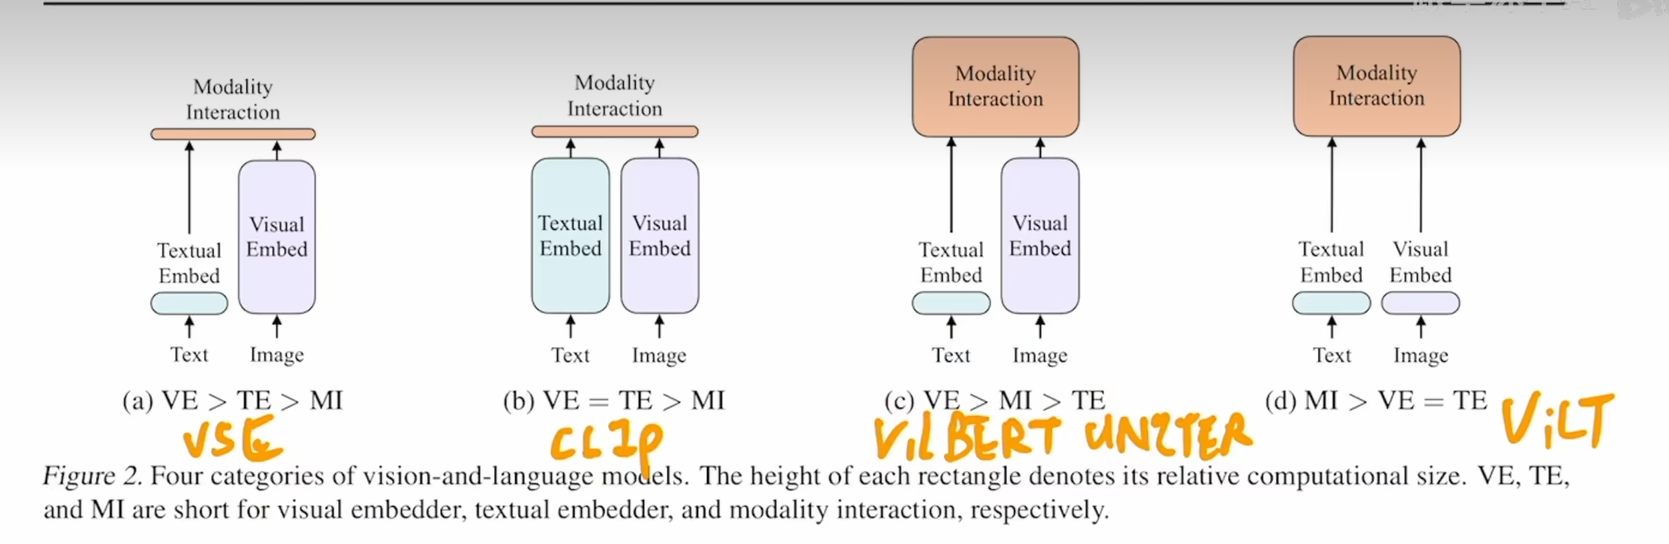 Modality
Interaction
Textual
Embed
Visual
Embed
Text Image
(a) VE > TE > MI
VSE
Modality
Interaction
Textual
Embed
Visual
Embed
Text Image
(b) VE = TE > MI
CLIP
Modality
Interaction
Textual
Embed
Visual
Embed
Text Image
(c) VE > MI > TE
ViLBERT UNITER
Modality
Interaction
Textual
Embed
Visual
Embed
Text Image
(d) MI > VE = TE
ViLT
Figure 2. Four categories of vision-and-language models. The height of each rectangle denotes its relative computational size. VE, TE,
and MI are short for visual embedder, textual embedder, and modality interaction, respectively.